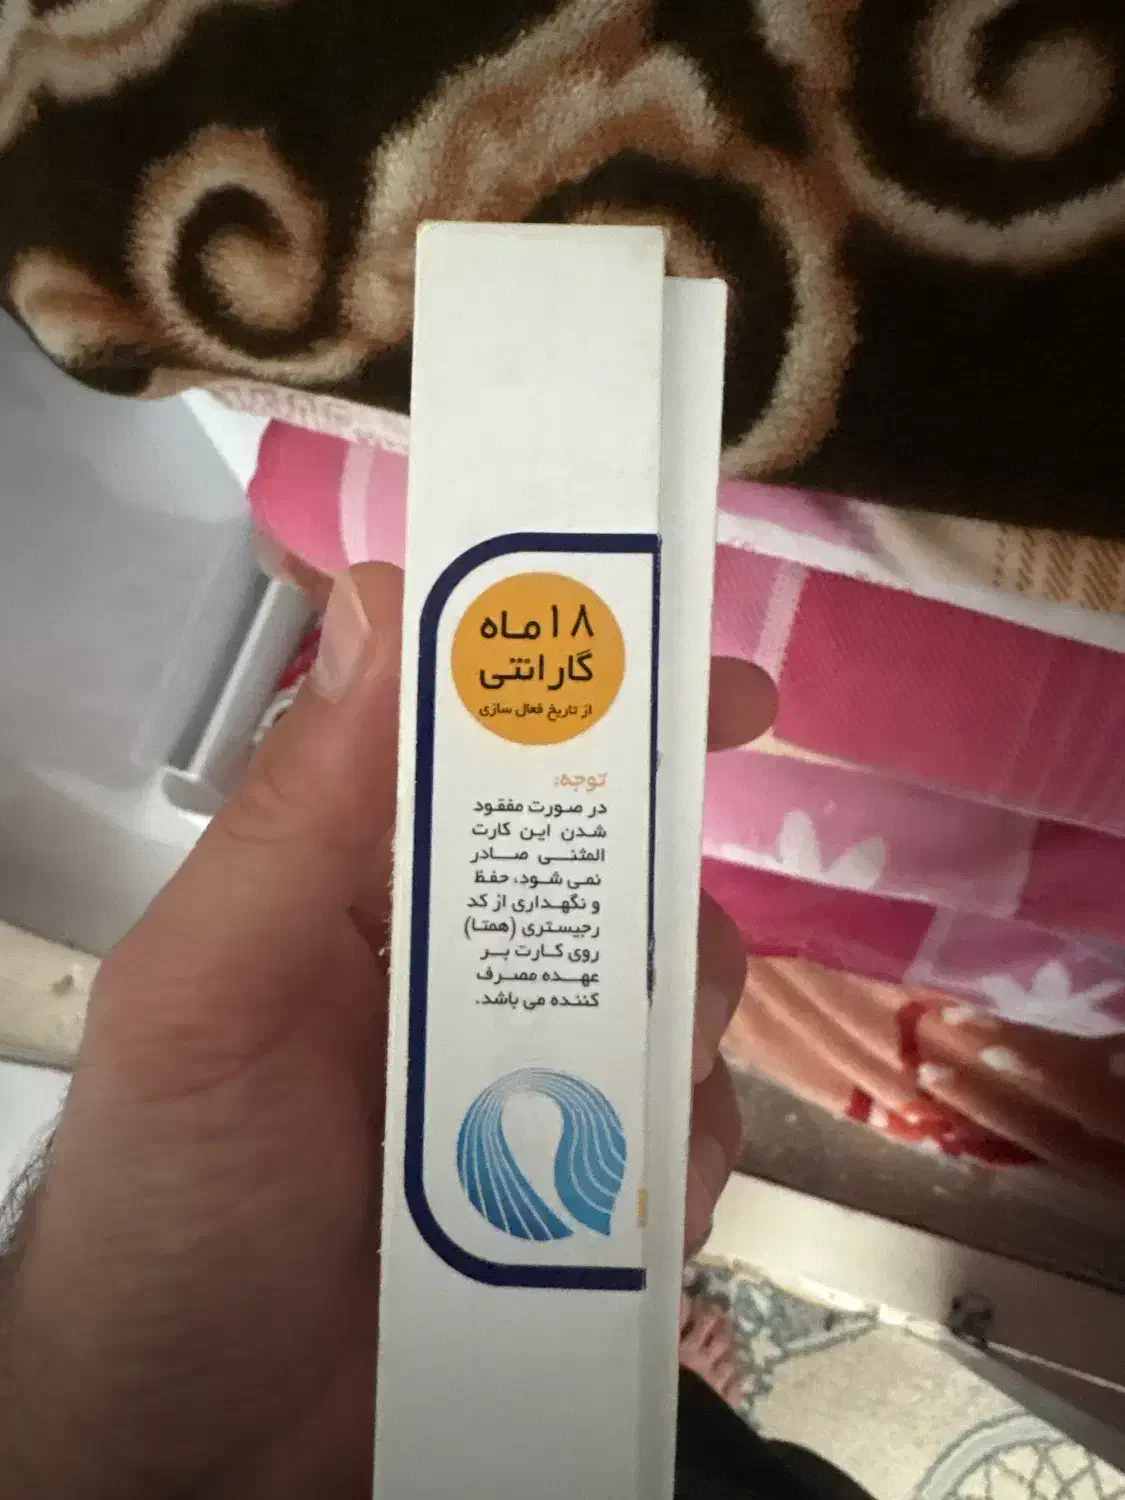 ۱۸ ماه
گارانتی
از تاریخ فعال سازی
توجه:
در صورت مفقود
شدن این کارت
المثنی صادر
نمی شود، حفظ
و نگهداری از کد
رجیستری (همتا)
روی کارت بر
عهده مصرف
کننده می باشد.